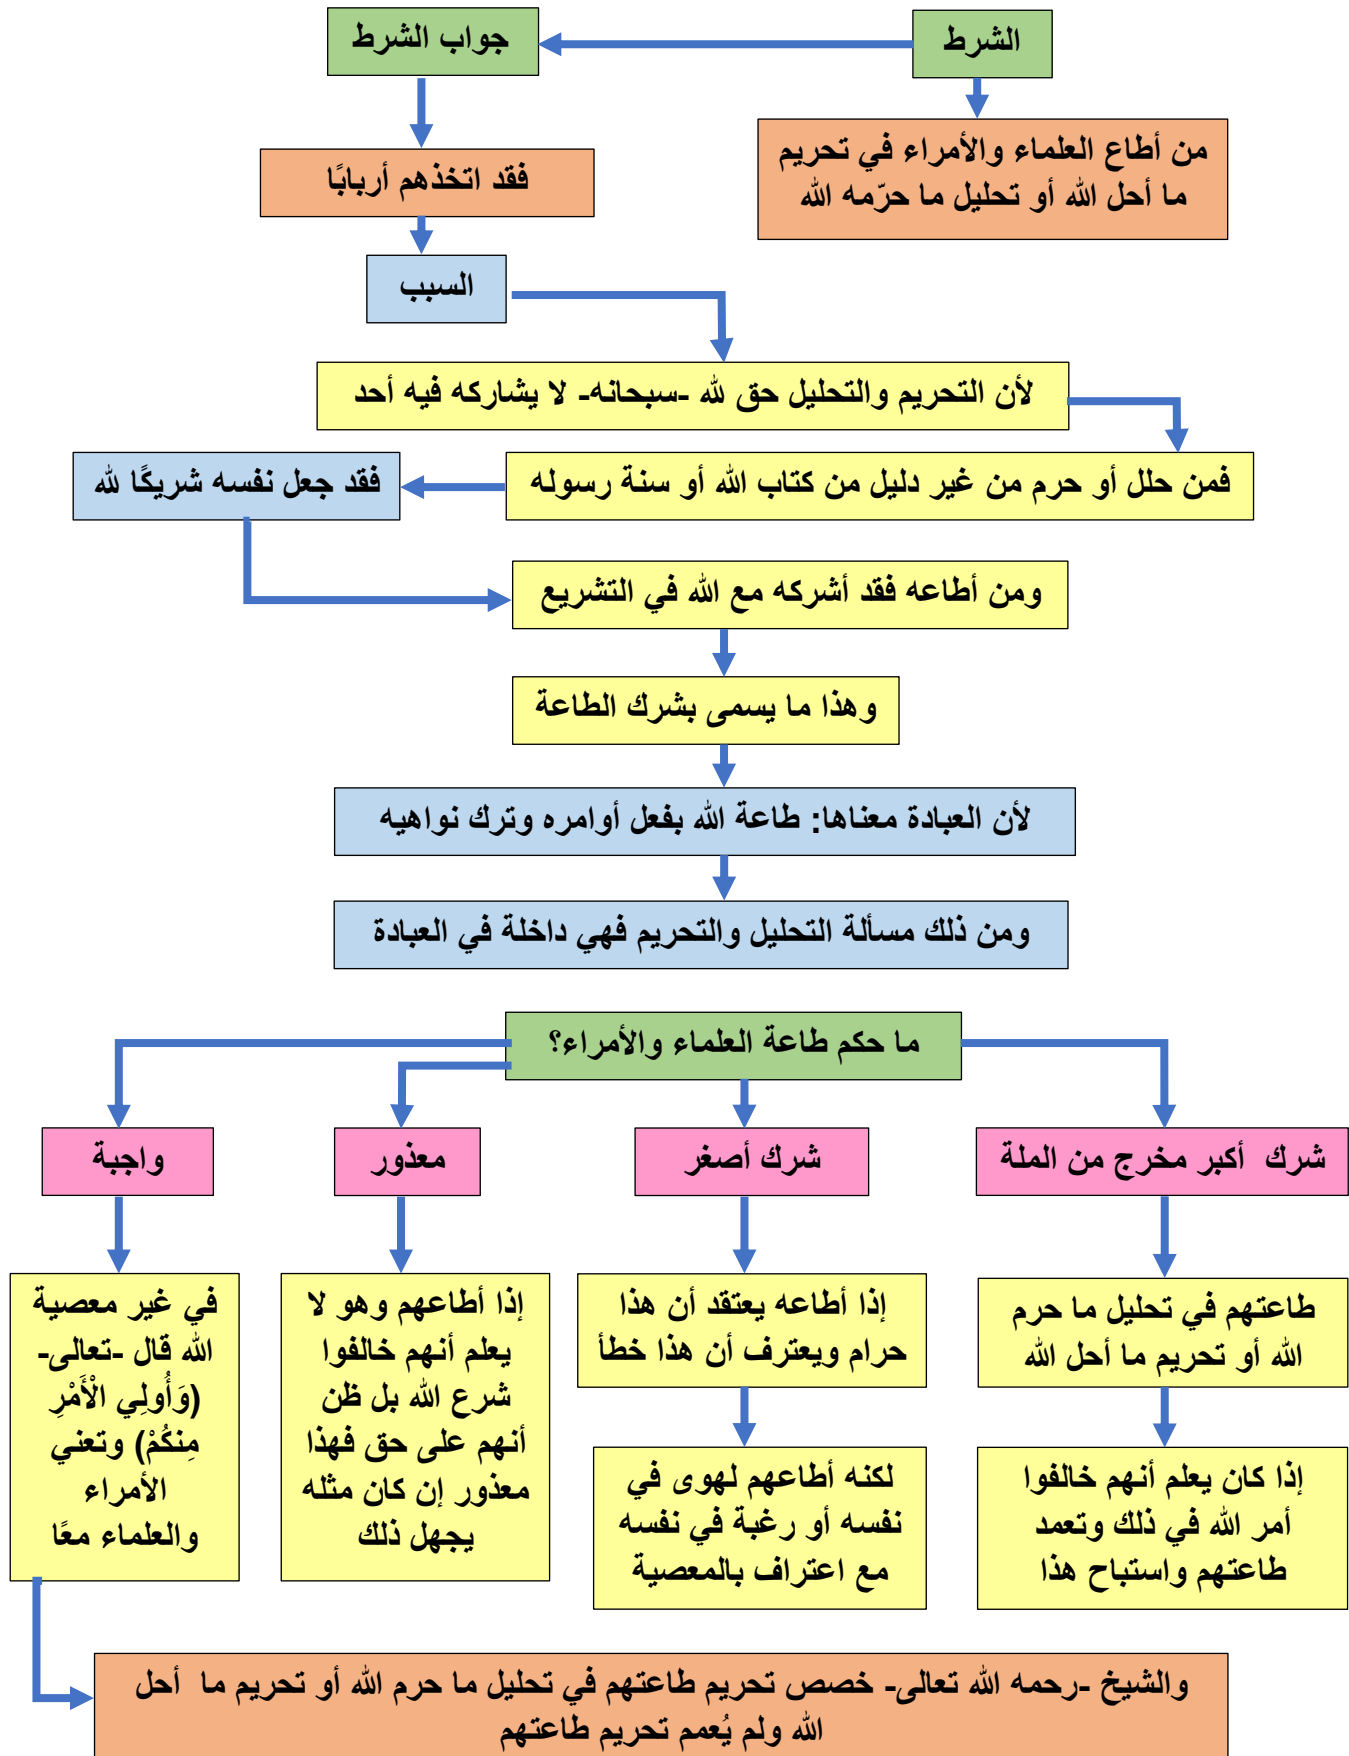 الشرط
جواب الشرط
من أطاع العلماء والأمراء في تحريم
ما أحل الله أو تحليل ما حرّمه الله
فقد اتخذهم أربابًا
السبب
لأن التحريم والتحليل حق لله -سبحانه- لا يشاركه فيه أحد
فمن حلل أو حرم من غير دليل من كتاب الله أو سنة رسوله
فقد جعل نفسه شريكًا لله
ومن أطاعه فقد أشركه مع الله في التشريع
وهذا ما يسمى بشرك الطاعة
لأن العبادة معناها: طاعة الله بفعل أوامره وترك نواهيه
ومن ذلك مسألة التحليل والتحريم فهي داخلة في العبادة
ما حكم طاعة العلماء والأمراء؟
شرك أكبر مخرج من الملة
طاعتهم في تحليل ما حرم
الله أو تحريم ما أحل الله
إذا كان يعلم أنهم خالفوا
أمر الله في ذلك وتعمد
طاعتهم واستباح هذا
شرك أصغر
إذا أطاعه يعتقد أن هذا
حرام ويعترف أن هذا خطأ
لكنه أطاعهم لهوى في
نفسه أو رغبة في نفسه
مع اعتراف بالمعصية
معذور
إذا أطاعهم وهو لا
يعلم أنهم خالفوا
شرع الله بل ظن
أنهم على حق فهذا
معذور إن كان مثله
يجهل ذلك
واجبة
في غير معصية
الله قال -تعالى-
(وَأُولِي الْأَمْرِ
مِنكُمْ) وتعني
الأمراء
والعلماء معًا
والشيخ -رحمه الله تعالى- خصص تحريم طاعتهم في تحليل ما حرم الله أو تحريم ما أحل
الله ولم يُعمم تحريم طاعتهم